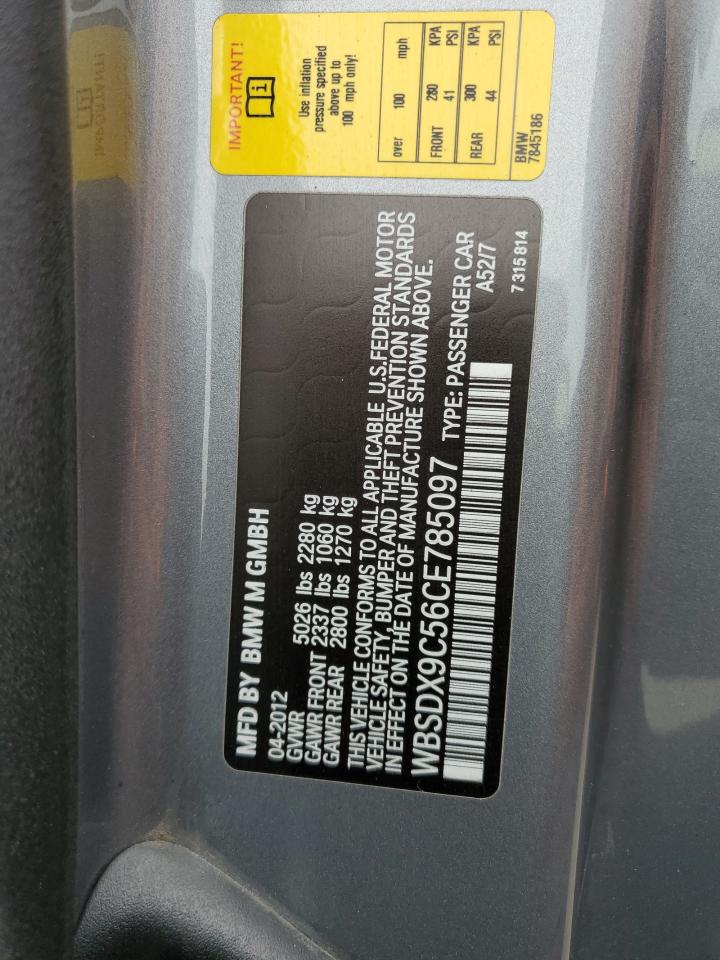 MFD BY BMW M GMBH
04-2012
GVWR 5026 lbs 2280 kg
GAWR FRONT 2337 lbs 1060 kg
GAWR REAR 2800 lbs 1270 kg
THIS VEHICLE CONFORMS TO ALL APPLICABLE U.S.FEDERAL MOTOR
VEHICLE SAFETY, BUMPER AND THEFT PREVENTION STANDARDS
IN EFFECT ON THE DATE OF MANUFACTURE SHOWN ABOVE.
WBSDX9C56CE785097 TYPE: PASSENGER CAR
A52/7
7 315 814
IMPORTANT!
Use inflation
pressure specified
above up to
100 mph only!
over 100 mph
FRONT 280 KPA
41 PSI
REAR 300 KPA
44 PSI
BMW
7845186